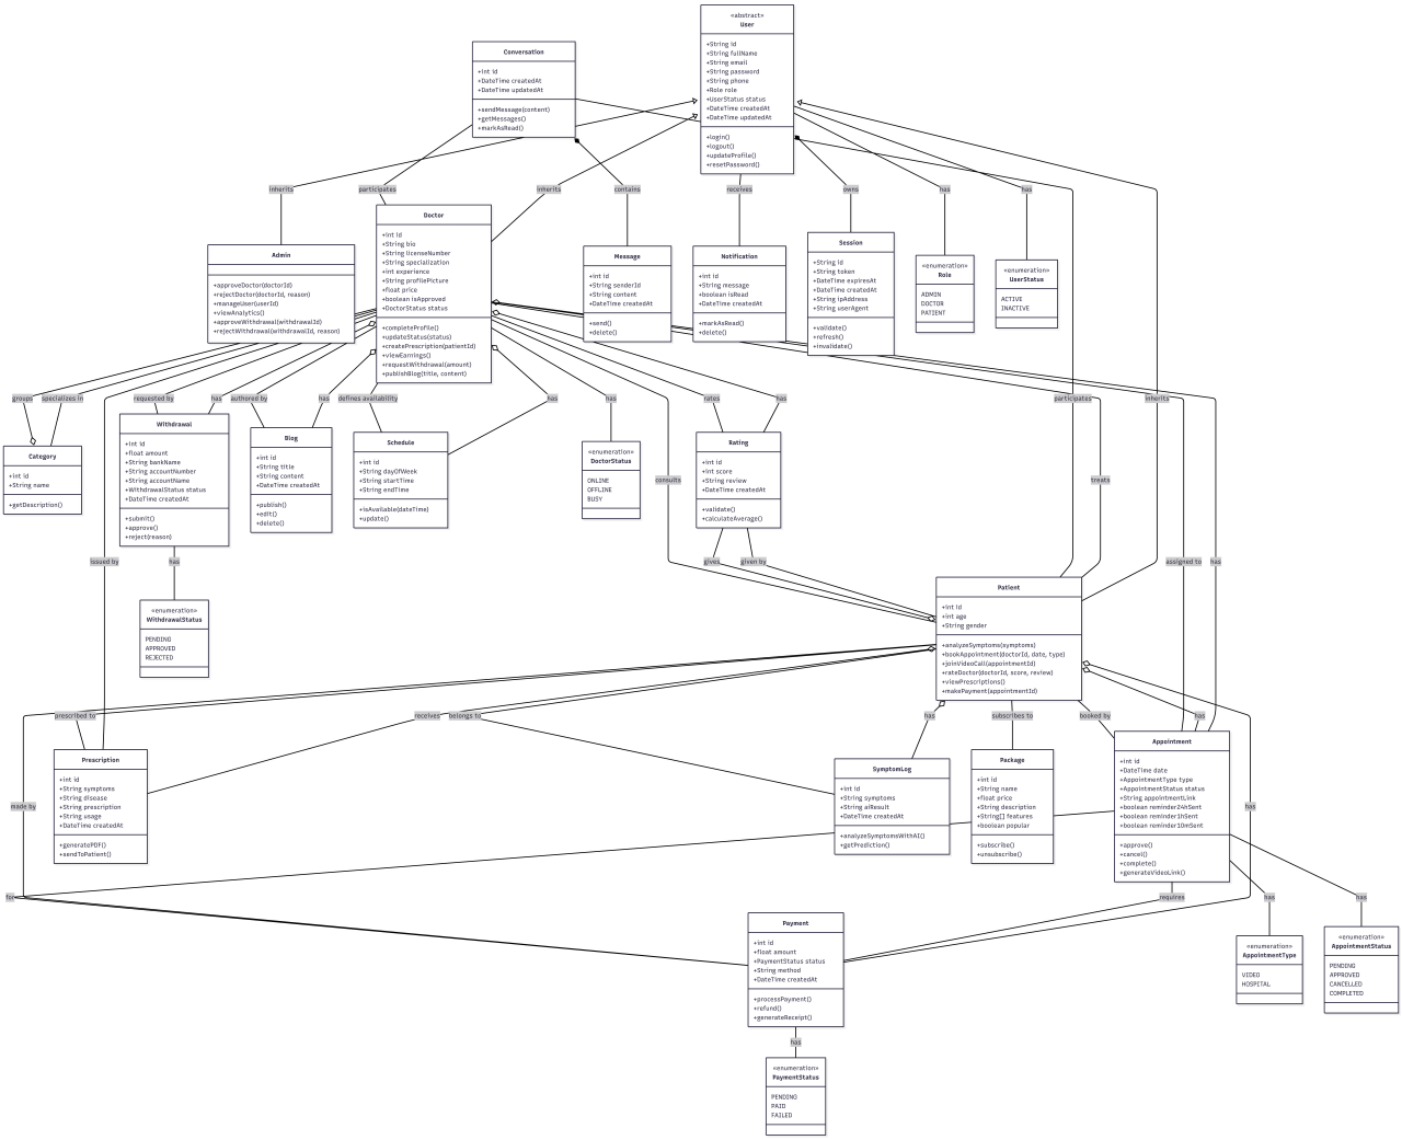 «abstract»
User
+String id
+String fullName
+String email
+String password
+String phone
+Role role
+UserStatus status
+DateTime createdAt
+DateTime updatedAt
+login()
+logout()
+updateProfile()
+resetPassword()
Conversation
+int id
+DateTime createdAt
+DateTime updatedAt
+sendMessage(content)
+getMessages()
+markAsRead()
inherits
participates
inherits
contains
receives
owns
has
has
Admin
+approveDoctor(doctorId)
+rejectDoctor(doctorId, reason)
+manageUser(userId)
+viewAnalytics()
+approveWithdrawal(withdrawalId)
+rejectWithdrawal(withdrawalId, reason)
Doctor
+int id
+String bio
+String licenseNumber
+String specialization
+int experience
+String profilePicture
+float price
+boolean isApproved
+DoctorStatus status
+completeProfile()
+updateStatus(status)
+createPrescription(patientId)
+viewEarnings()
+requestWithdrawal(amount)
+publishBlog(title, content)
Message
+int id
+String senderId
+String content
+DateTime createdAt
+send()
+delete()
Notification
+int id
+String message
+boolean isRead
+DateTime createdAt
+markAsRead()
+delete()
Session
+String id
+String token
+DateTime expiresAt
+DateTime createdAt
+String ipAddress
+String userAgent
+validate()
+refresh()
+invalidate()
«enumeration»
Role
ADMIN
DOCTOR
PATIENT
«enumeration»
UserStatus
ACTIVE
INACTIVE
groups
specializes in
requested by
has
authored by
has
defines availability
has
has
rates
has
participates
inherits
Category
+int id
+String name
+getDescription()
Withdrawal
+int id
+float amount
+String bankName
+String accountNumber
+String accountName
+WithdrawalStatus status
+DateTime createdAt
+submit()
+approve()
+reject(reason)
Blog
+int id
+String title
+String content
+DateTime createdAt
+publish()
+edit()
+delete()
Schedule
+int id
+String dayOfWeek
+String startTime
+String endTime
+isAvailable(dateTime)
+update()
«enumeration»
DoctorStatus
ONLINE
OFFLINE
BUSY
Rating
+int id
+int score
+String review
+DateTime createdAt
+validate()
+calculateAverage()
consults
treats
issued by
has
gives
given by
assigned to
has
«enumeration»
WithdrawalStatus
PENDING
APPROVED
REJECTED
Patient
+int id
+int age
+String gender
+analyzeSymptoms(symptoms)
+bookAppointment(doctorId, date, type)
+joinVideoCall(appointmentId)
+rateDoctor(doctorId, score, review)
+viewPrescriptions()
+makePayment(appointmentId)
prescribed to
receives
belongs to
has
subscribes to
booked by
has
Prescription
+int id
+String symptoms
+String disease
+String prescription
+String usage
+DateTime createdAt
+generatePDF()
+sendToPatient()
SymptomLog
+int id
+String symptoms
+String aiResult
+DateTime createdAt
+analyzeSymptomsWithAI()
+getPrediction()
Package
+int id
+String name
+float price
+String description
+String[] features
+boolean popular
+subscribe()
+unsubscribe()
Appointment
+int id
+DateTime date
+AppointmentType type
+AppointmentStatus status
+String appointmentLink
+boolean reminder24hSent
+boolean reminder1hSent
+boolean reminder10mSent
+approve()
+cancel()
+complete()
+generateVideoLink()
made by
has
for
requires
has
has
Payment
+int id
+float amount
+PaymentStatus status
+String method
+DateTime createdAt
+processPayment()
+refund()
+generateReceipt()
«enumeration»
AppointmentType
VIDEO
HOSPITAL
«enumeration»
AppointmentStatus
PENDING
APPROVED
CANCELLED
COMPLETED
has
«enumeration»
PaymentStatus
PENDING
PAID
FAILED